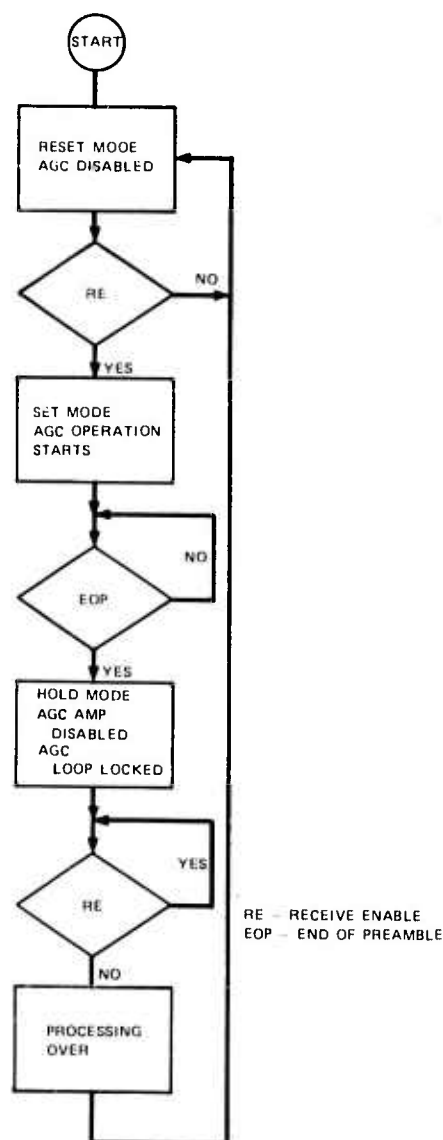 START
RESET MODE
AGC DISABLED
RE
NO
YES
SET MODE
AGC OPERATION
STARTS
NO
EOP
YES
HOLD MODE
AGC AMP
DISABLED
AGC
LOOP LOCKED
YES
RE
NO
RE – RECEIVE ENABLE
EOP – END OF PREAMBLE
PROCESSING
OVER